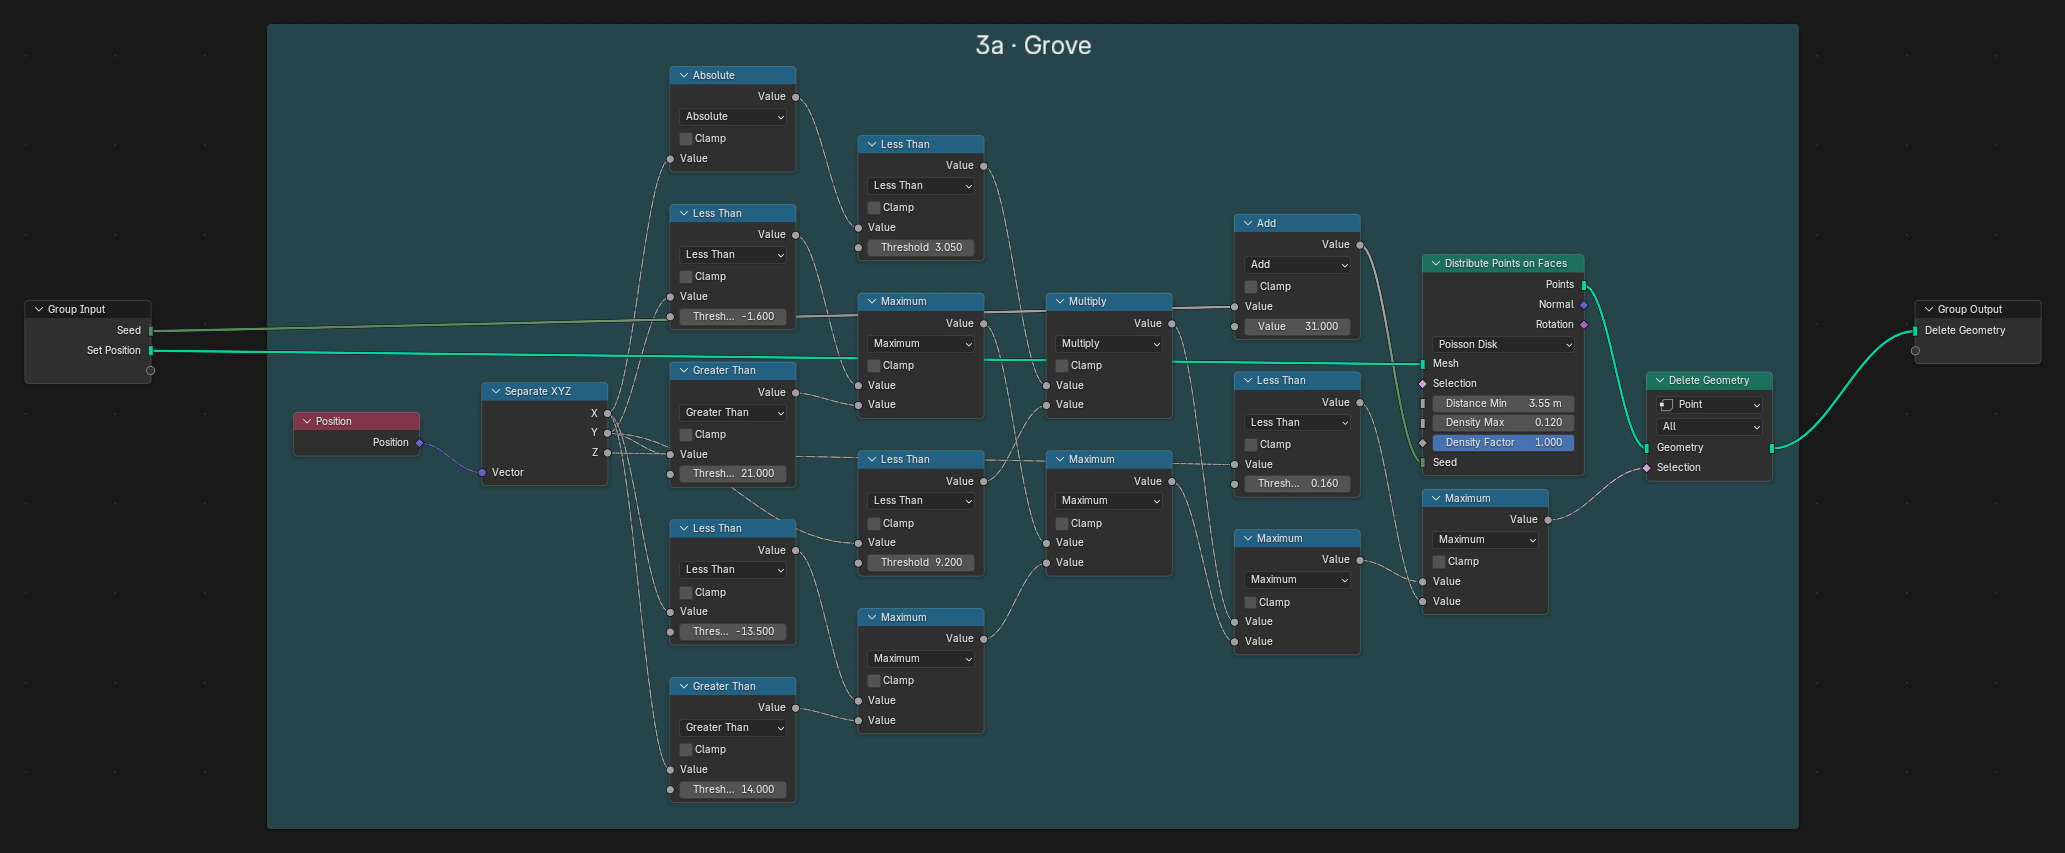 3a · Grove
Group Input
Seed
Set Position
Position
Position
Separate XYZ
X
Y
Z
Vector
Absolute
Value
Absolute
Clamp
Value
Less Than
Value
Less Than
Clamp
Value
Thresh... -1.600
Greater Than
Value
Greater Than
Clamp
Value
Thresh... 21.000
Less Than
Value
Less Than
Clamp
Value
Thres... -13.500
Greater Than
Value
Greater Than
Clamp
Value
Thresh... 14.000
Less Than
Value
Less Than
Clamp
Value
Threshold 3.050
Maximum
Value
Maximum
Clamp
Value
Value
Less Than
Value
Less Than
Clamp
Value
Threshold 9.200
Maximum
Value
Maximum
Clamp
Value
Value
Multiply
Value
Multiply
Clamp
Value
Value
Maximum
Value
Maximum
Clamp
Value
Value
Add
Value
Add
Clamp
Value
Value 31.000
Less Than
Value
Less Than
Clamp
Value
Thresh... 0.160
Maximum
Value
Maximum
Clamp
Value
Value
Distribute Points on Faces
Points
Normal
Rotation
Poisson Disk
Mesh
Selection
Distance Min 3.55 m
Density Max 0.120
Density Factor 1.000
Seed
Maximum
Value
Maximum
Clamp
Value
Value
Delete Geometry
Point
All
Geometry
Selection
Group Output
Delete Geometry